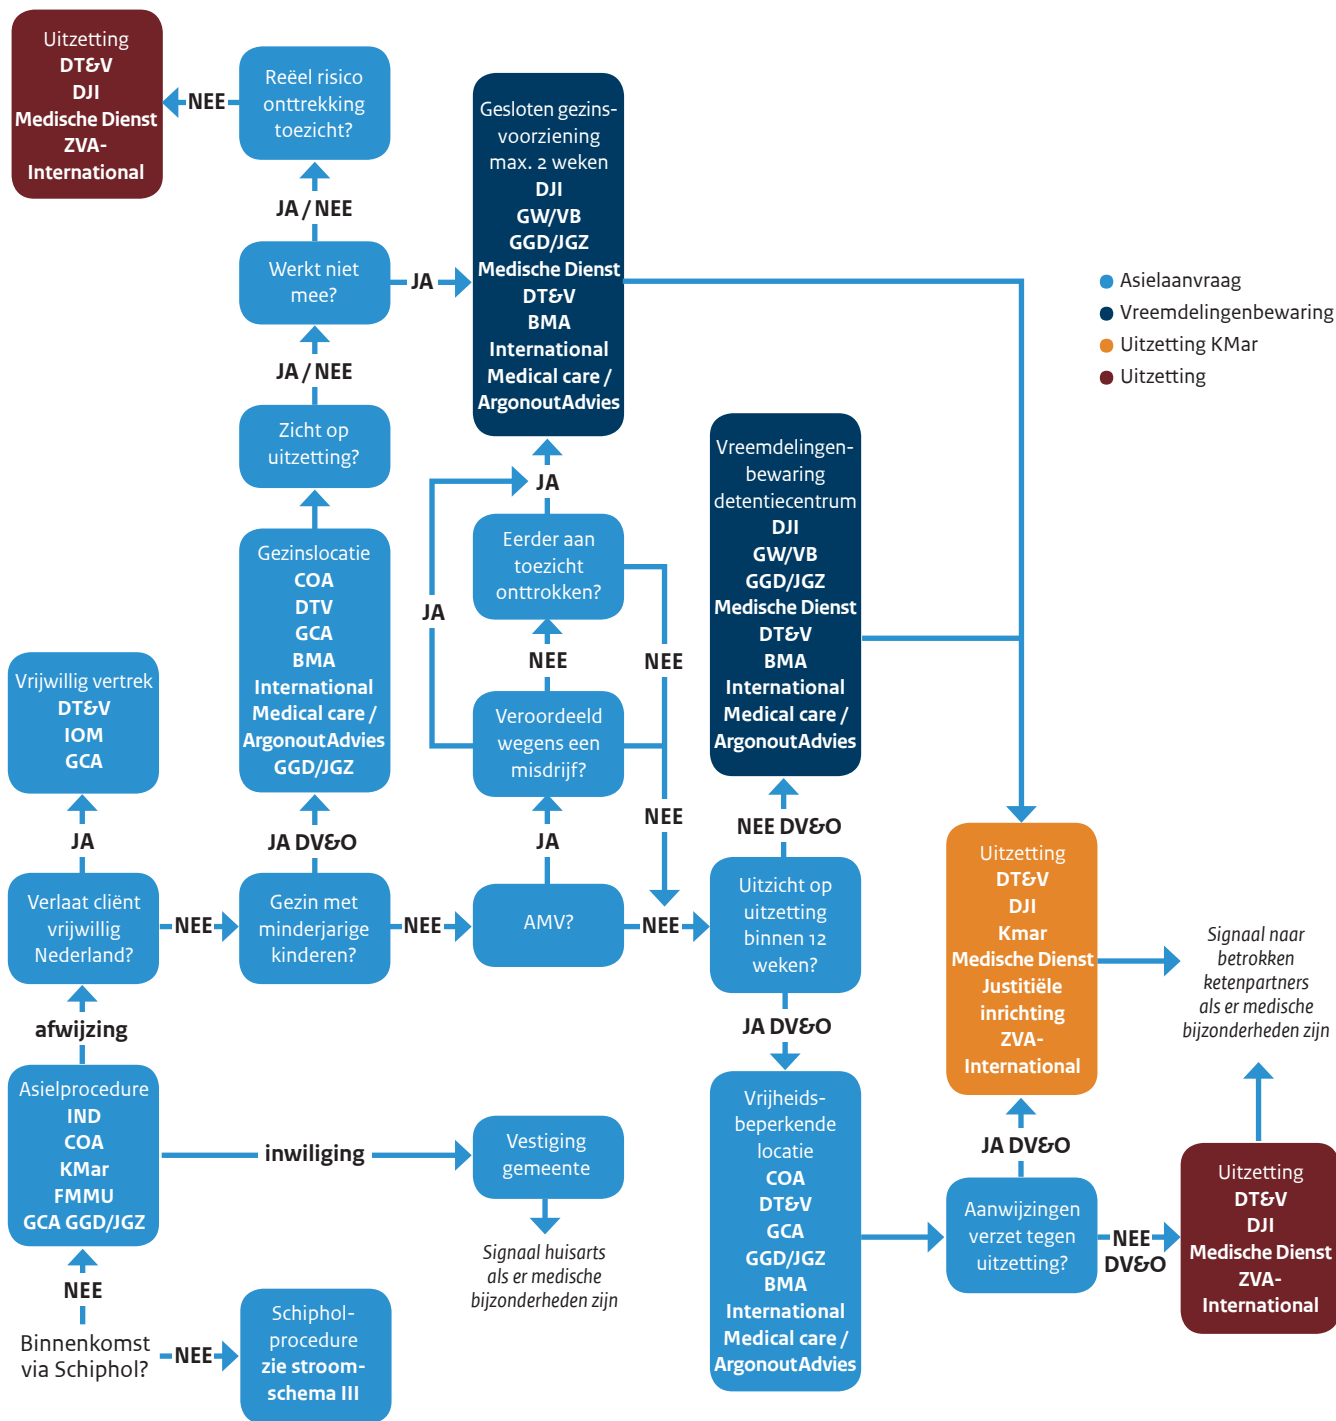 Uitzetting
DT&V
DJI
Medische Dienst
ZVA-
International
NEE
Reëel risico
onttrekking
toezicht?
JA / NEE
Werkt niet
mee?
JA
JA / NEE
Zicht op
uitzetting?
Gesloten gezins-
voorziening
max. 2 weken
DJI
GW/VB
GGD/JGZ
Medische Dienst
DT&V
BMA
International
Medical care /
ArgonoutAdvies
Asielaanvraag
Vreemdelingenbewaring
Uitzetting KMar
Uitzetting
JA
Eerder aan
toezicht
onttrokken?
JA
NEE
NEE
Veroordeeld
wegens een
misdrijf?
NEE
JA
Gezinslocatie
COA
DTV
GCA
BMA
International
Medical care /
ArgonoutAdvies
GGD/JGZ
JA DV&O
Vreemdelingen-
bewaring
detentiecentrum
DJI
GW/VB
GGD/JGZ
Medische Dienst
DT&V
BMA
International
Medical care /
ArgonoutAdvies
NEE DV&O
Vrijwillig vertrek
DT&V
IOM
GCA
JA
Verlaat cliënt
vrijwillig
Nederland?
NEE
Gezin met
minderjarige
kinderen?
NEE
AMV?
NEE
Uitzicht op
uitzetting
binnen 12
weken?
JA DV&O
Uitzetting
DT&V
DJI
Kmar
Medische Dienst
Justitiële
inrichting
ZVA-
International
Signaal naar
betrokken
ketenpartners
als er medische
bijzonderheden zijn
afwijzing
Asielprocedure
IND
COA
KMar
FMMU
GCA GGD/JGZ
inwiliging
Vestiging
gemeente
Signaal huisarts
als er medische
bijzonderheden zijn
NEE
Binnenkomst
via Schiphol?
NEE
Schiphol-
procedure
zie stroom-
schema III
Vrijheids-
beperkende
locatie
COA
DT&V
GCA
GGD/JGZ
BMA
International
Medical care /
ArgonoutAdvies
JA DV&O
Aanwijzingen
verzet tegen
uitzetting?
NEE
DV&O
Uitzetting
DT&V
DJI
Medische Dienst
ZVA-
International